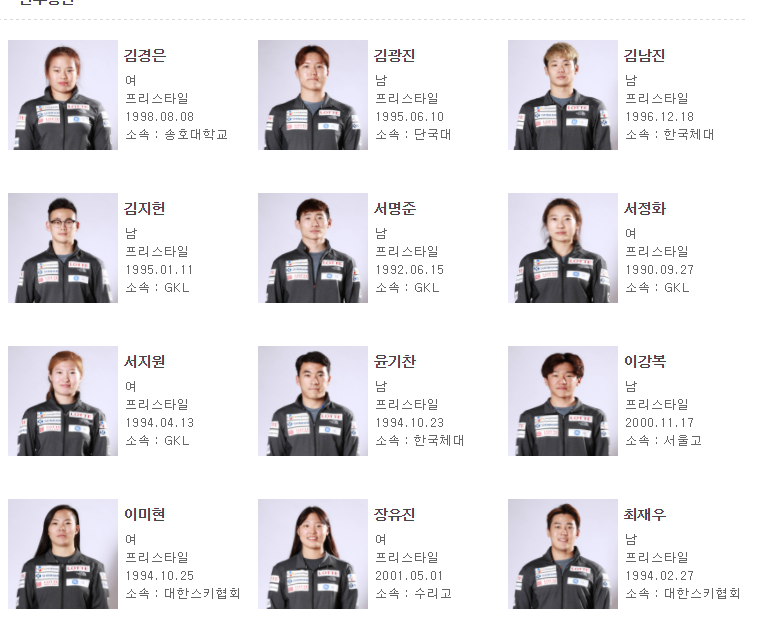 김경은
여
프리스타일
1998.08.08
소속 : 송호대학교
김광진
남
프리스타일
1995.06.10
소속 : 단국대
김남진
남
프리스타일
1996.12.18
소속 : 한국체대
김지헌
남
프리스타일
1995.01.11
소속 : GKL
서명준
남
프리스타일
1992.06.15
소속 : GKL
서정화
여
프리스타일
1990.09.27
소속 : GKL
서지원
여
프리스타일
1994.04.13
소속 : GKL
윤기찬
남
프리스타일
1994.10.23
소속 : 한국체대
이강복
남
프리스타일
2000.11.17
소속 : 서울고
이미현
여
프리스타일
1994.10.25
소속 : 대한스키협회
장유진
여
프리스타일
2001.05.01
소속 : 수리고
최재우
남
프리스타일
1994.02.27
소속 : 대한스키협회